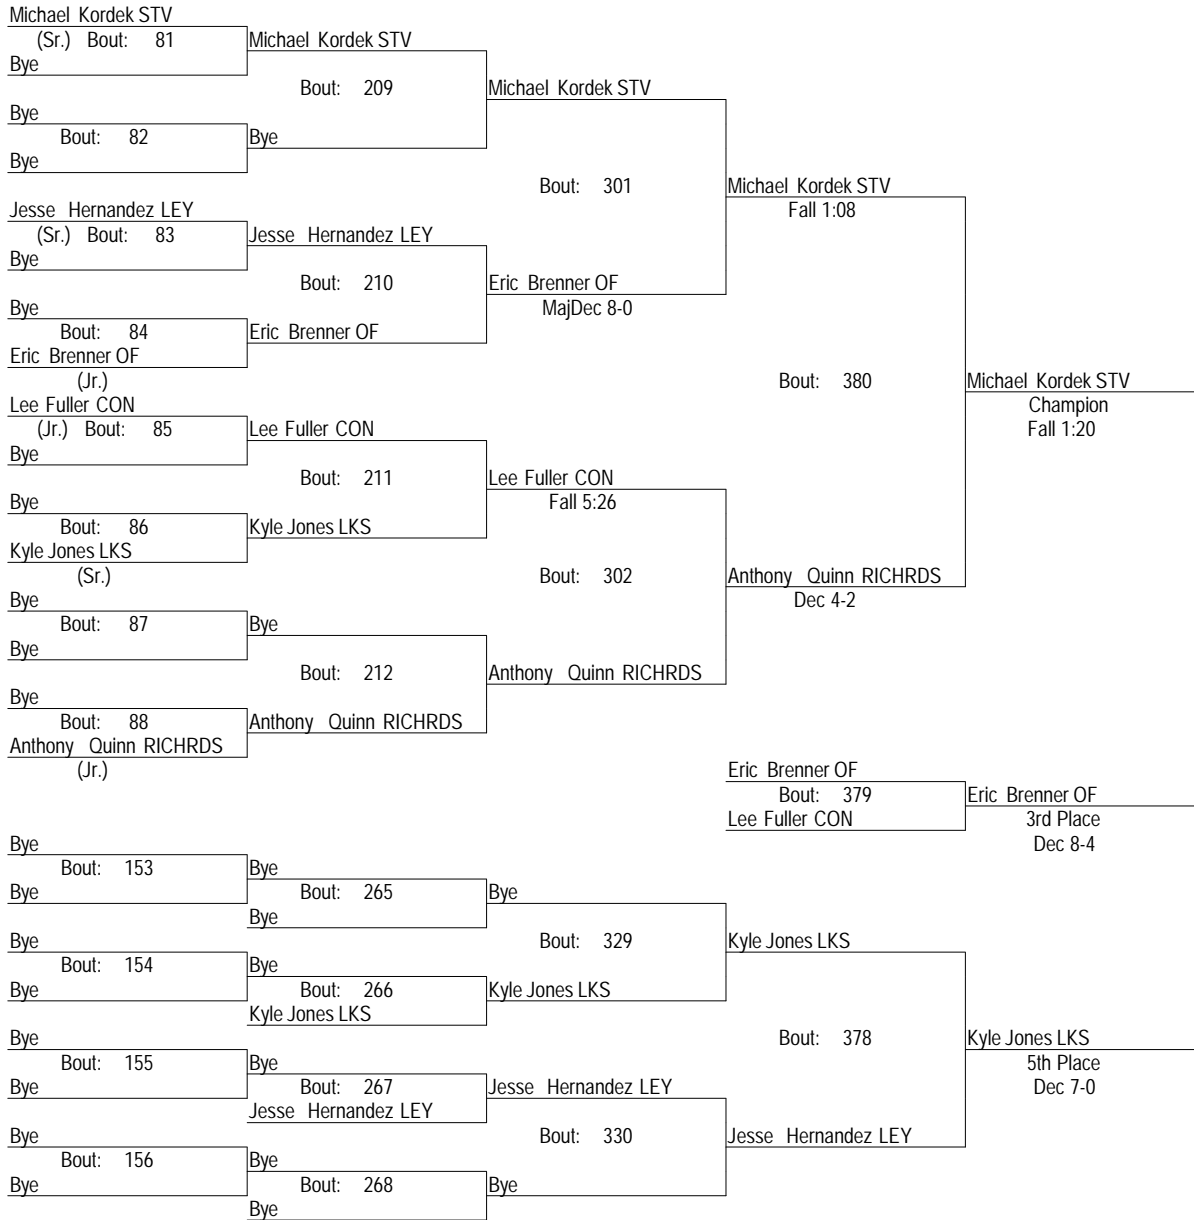 Michael Kordek STV
(Sr.) Bout: 81 Michael Kordek STV
Bye
Bout: 209 Michael Kordek STV
Bye
Bout: 82 Bye
Bye
Bout: 301 Michael Kordek STV
Fall 1:08
Jesse Hernandez LEY
(Sr.) Bout: 83 Jesse Hernandez LEY
Bye
Bout: 210 Eric Brenner OF
MajDec 8-0
Bye
Bout: 84 Eric Brenner OF
Eric Brenner OF
(Jr.)
Bout: 380 Michael Kordek STV
Champion
Fall 1:20
Lee Fuller CON
(Jr.) Bout: 85 Lee Fuller CON
Bye
Bout: 211 Lee Fuller CON
Fall 5:26
Bye
Bout: 86 Kyle Jones LKS
Kyle Jones LKS
(Sr.)
Bout: 302 Anthony Quinn RICHRDS
Dec 4-2
Bye
Bout: 87 Bye
Bye
Bout: 212 Anthony Quinn RICHRDS
Bye
Bout: 88 Anthony Quinn RICHRDS
Anthony Quinn RICHRDS
(Jr.)
Eric Brenner OF
Bout: 379 Eric Brenner OF
Lee Fuller CON 3rd Place
Dec 8-4
Bye
Bout: 153 Bye
Bye Bout: 265 Bye
Bye
Bout: 329 Kyle Jones LKS
Bye
Bout: 154 Bye
Bye Bout: 266 Kyle Jones LKS
Kyle Jones LKS
Bout: 378 Kyle Jones LKS
5th Place
Dec 7-0
Bye
Bout: 155 Bye
Bye Bout: 267 Jesse Hernandez LEY
Jesse Hernandez LEY
Bout: 330 Jesse Hernandez LEY
Bye
Bout: 156 Bye
Bye Bout: 268 Bye
Bye